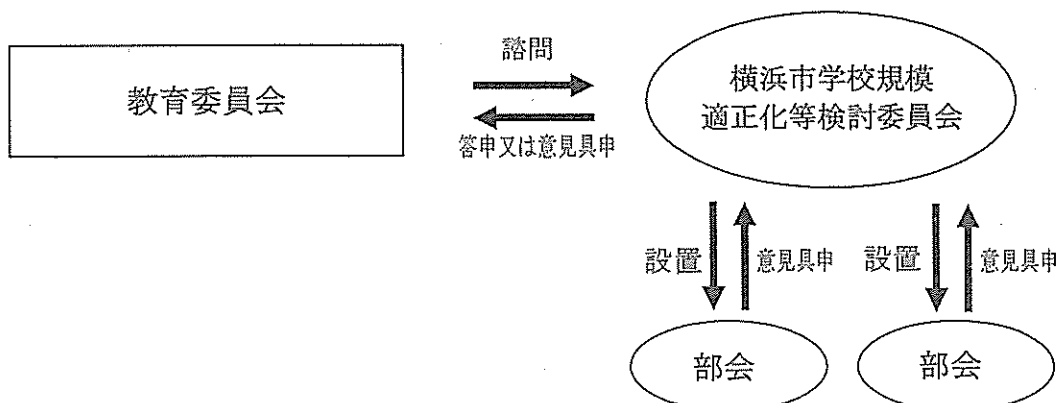 諮問
教育委員会
横浜市学校規模
適正化等検討委員会
答申又は意見具申
設置
意見具申
設置
意見具申
部会
部会